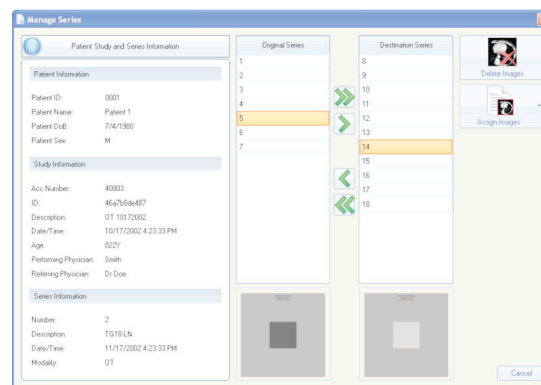 Manage Series
Patient Study and Series Information
Patient Information
Patient ID: 0001
Patient Name: Patient 1
Patient DoB: 7/4/1980
Patient Sex: M
Study Information
Acc Number: 40003
ID: 46a7b8de487
Description: OT 10172002
Date/Time: 10/17/2002 4:23:33 PM
Age: 022Y
Performing Physician: Smith
Referring Physician: Dr Doe
Series Information
Number: 2
Description: TG18-LN
Date/Time: 11/17/2002 4:23:33 PM
Modality: OT
Original Series
1
2
3
4
5
6
7
Destination Series
8
9
10
11
12
13
14
15
16
17
18
Delete Images
Assign Images
Cancel